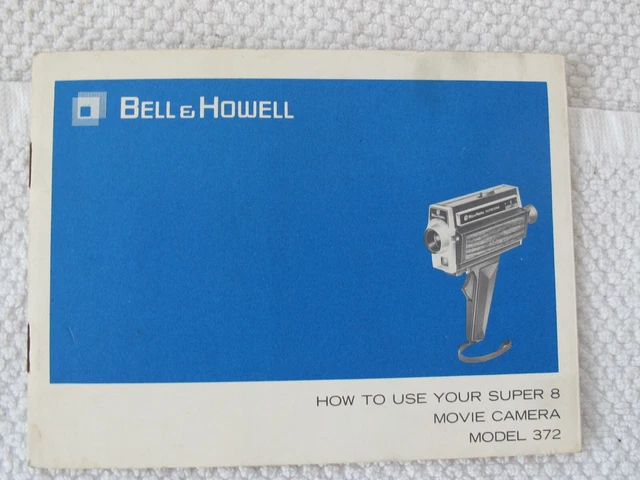 BELL & HOWELL
HOW TO USE YOUR SUPER 8
MOVIE CAMERA
MODEL 372